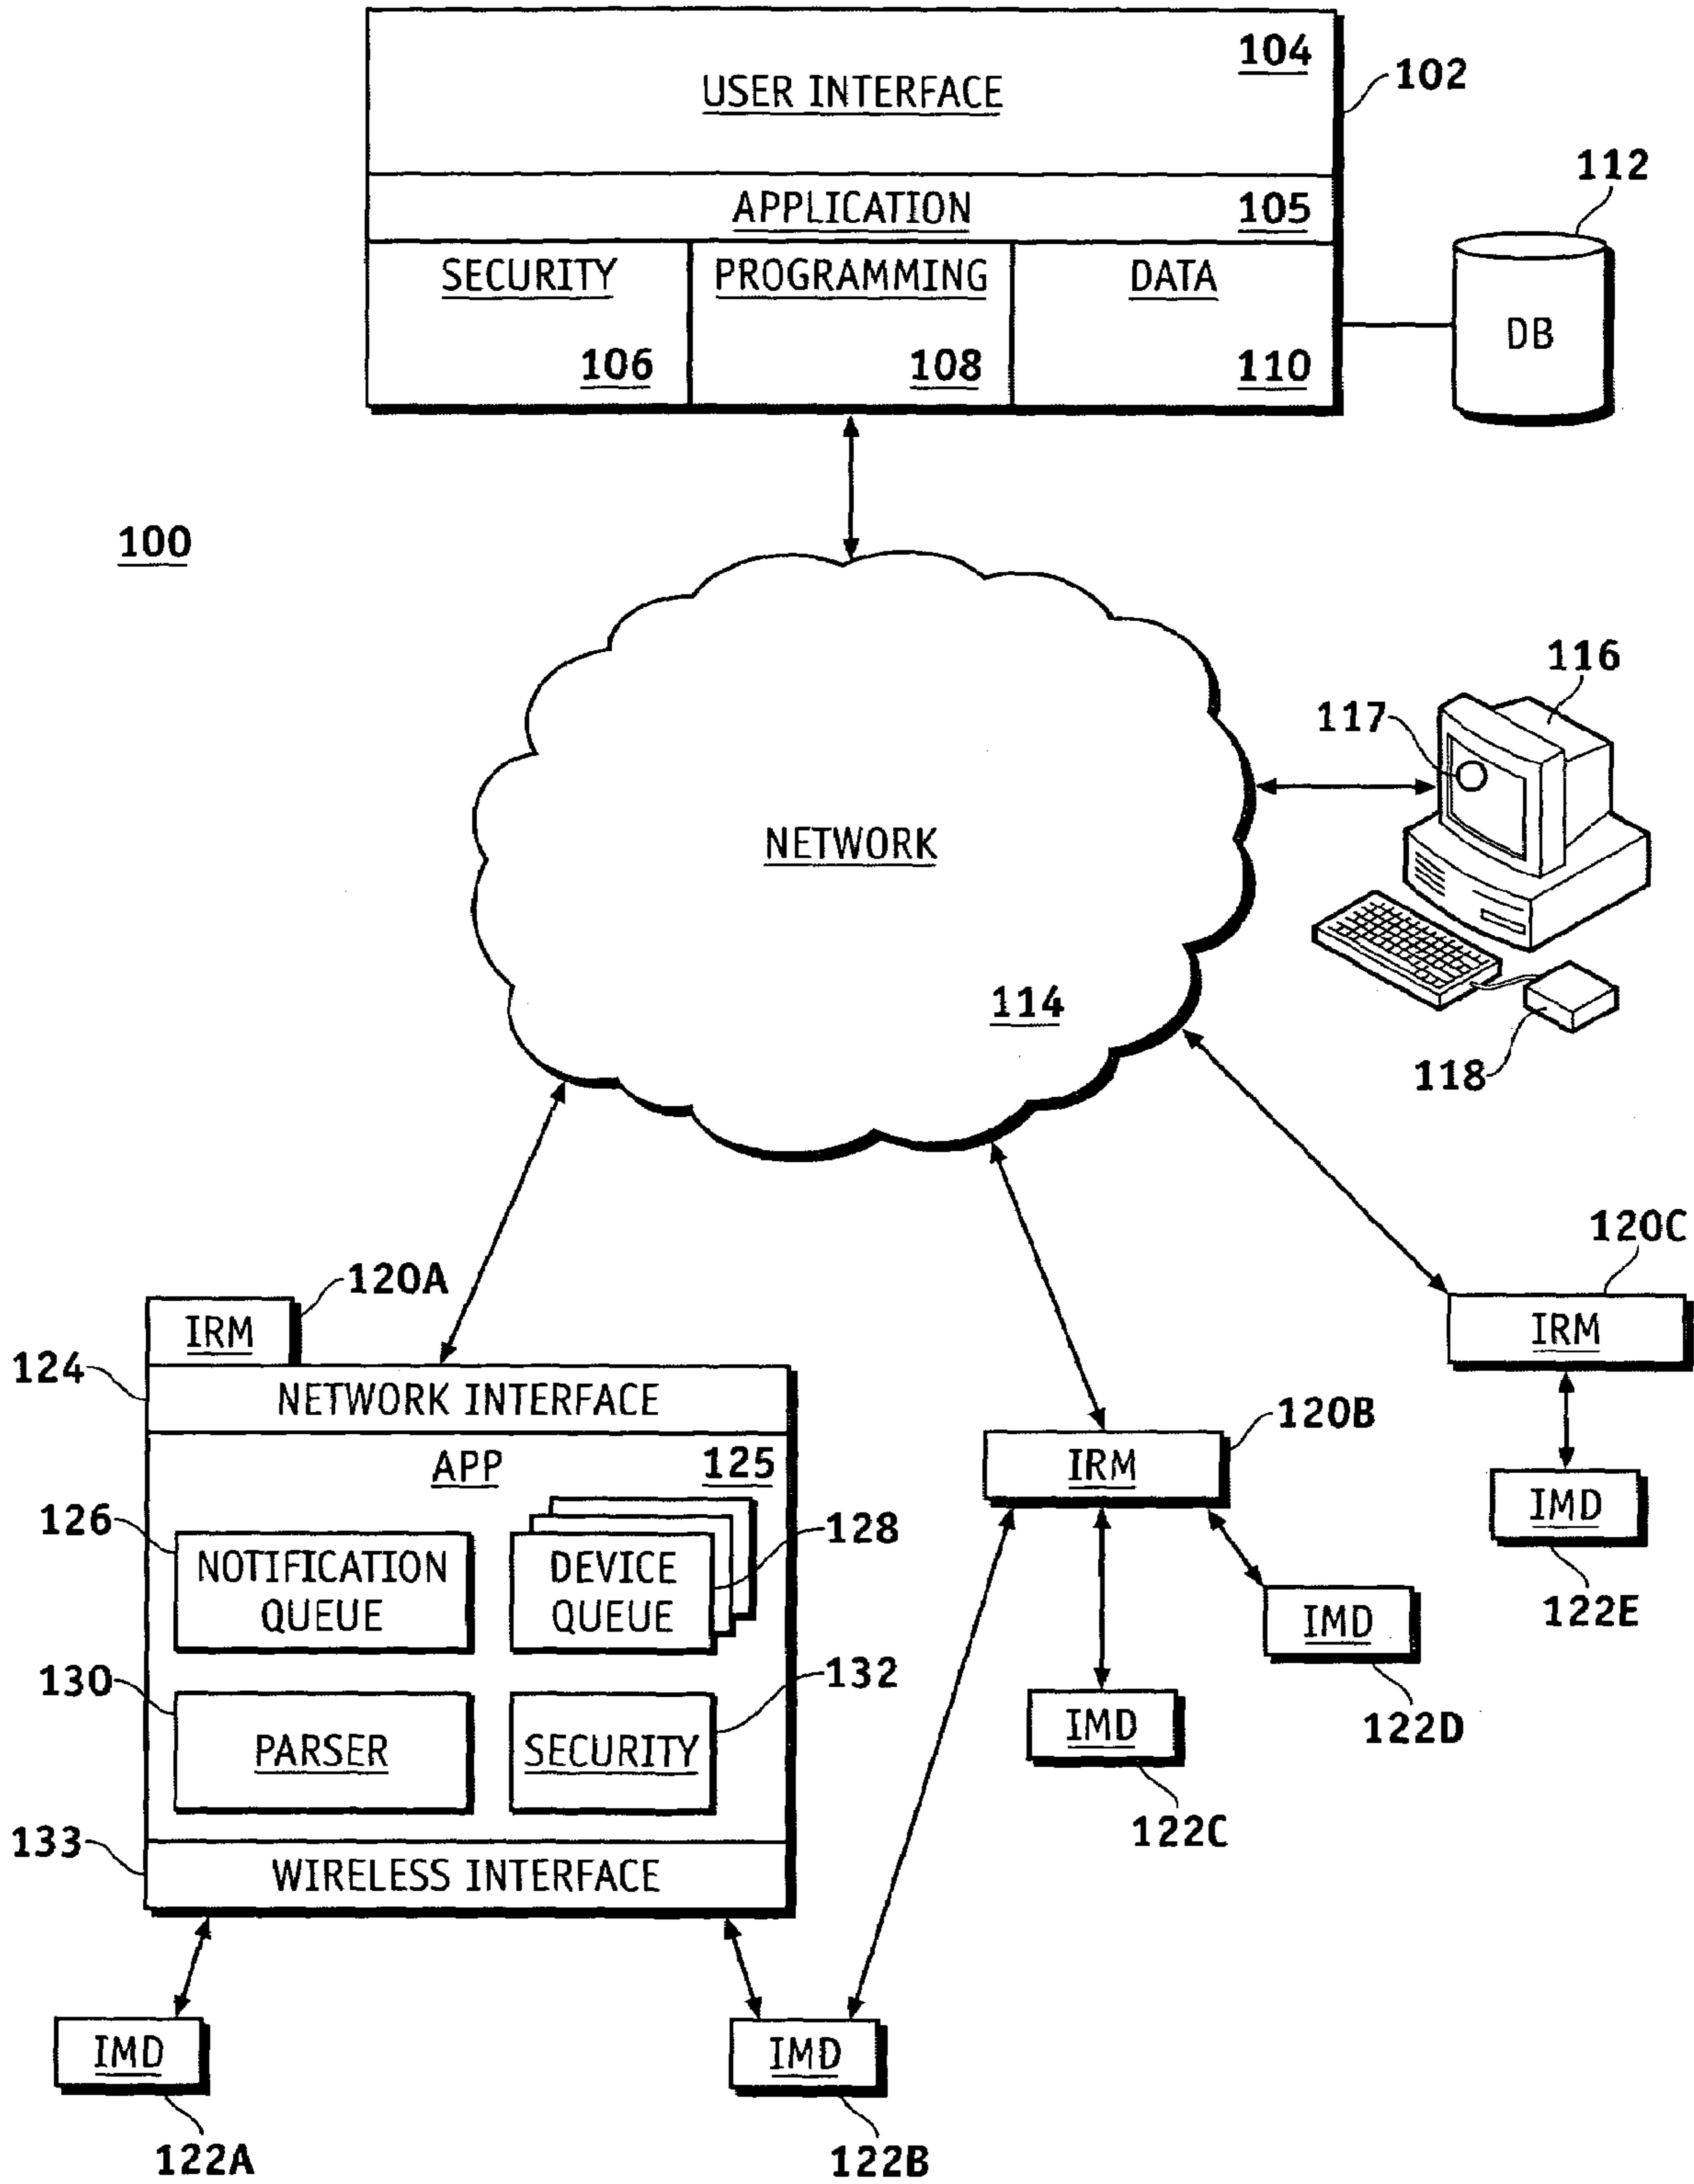 104
USER INTERFACE
102
APPLICATION
105
112
SECURITY
PROGRAMMING
DATA
DB
106
108
110
100
116
117
NETWORK
114
118
120C
120A
IRM
IRM
124
NETWORK INTERFACE
120B
APP
125
IRM
IMD
126
NOTIFICATION
QUEUE
DEVICE
QUEUE
128
122E
IMD
130
132
122D
PARSER
SECURITY
IMD
122C
133
WIRELESS INTERFACE
IMD
IMD
122A
122B